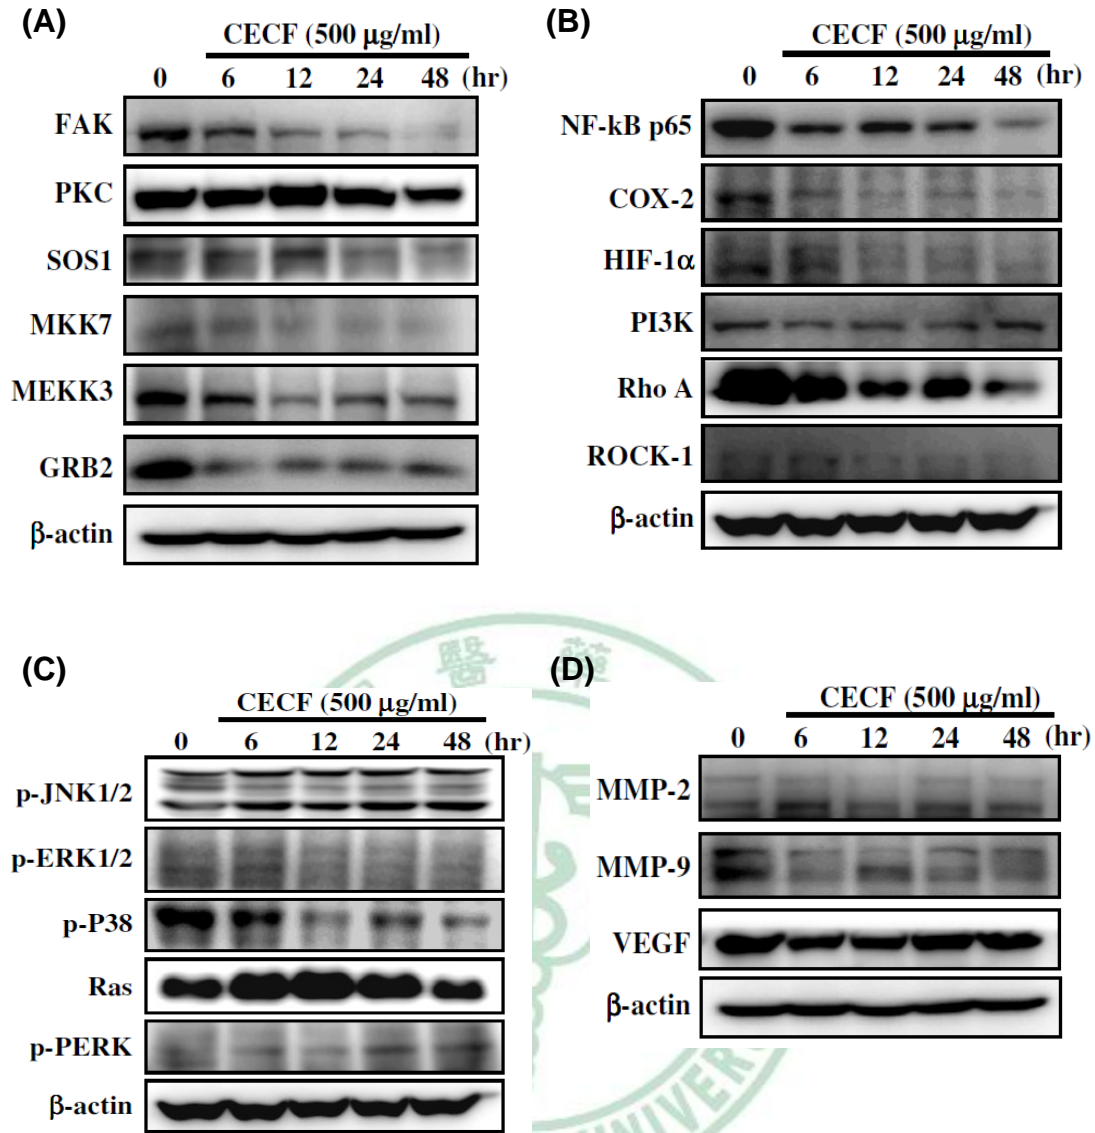 (A)
CECF (500 μg/ml)
0 6 12 24 48 (hr)
FAK
PKC
SOS1
MKK7
MEKK3
GRB2
β-actin
(B)
CECF (500 μg/ml)
0 6 12 24 48 (hr)
NF-kB p65
COX-2
HIF-1α
PI3K
Rho A
ROCK-1
β-actin
醫藥
(C)
CECF (500 μg/ml)
0 6 12 24 48 (hr)
p-JNK1/2
p-ERK1/2
p-P38
Ras
p-PERK
β-actin
(D)
CECF (500 μg/ml)
0 6 12 24 48 (hr)
MMP-2
MMP-9
VEGF
β-actin
UNIVERS